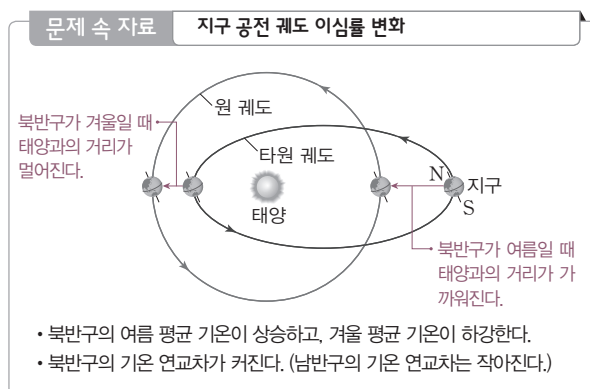 문제 속 자료 지구 공전 궤도 이심률 변화
원 궤도
북반구가 겨울일 때
태양과의 거리가
멀어진다.
타원 궤도
태양
N
지구
S
북반구가 여름일 때
태양과의 거리가 가
까워진다.
• 북반구의 여름 평균 기온이 상승하고, 겨울 평균 기온이 하강한다.
• 북반구의 기온 연교차가 커진다. (남반구의 기온 연교차는 작아진다.)